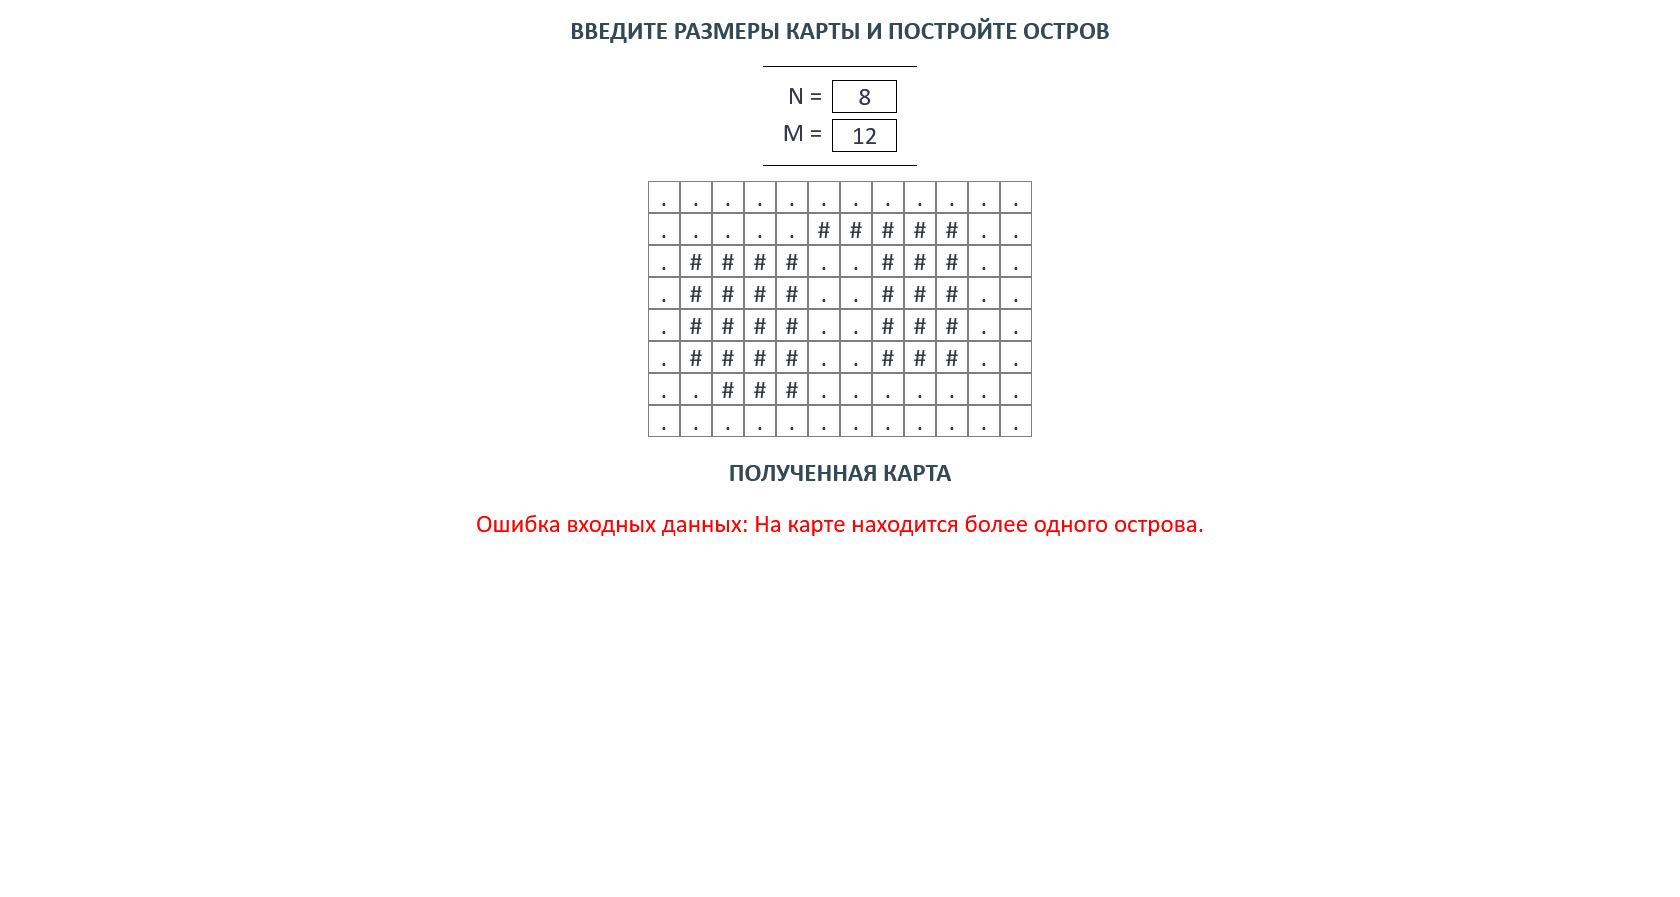 ВВЕДИТЕ РАЗМЕРЫ КАРТЫ И ПОСТРОЙТЕ ОСТРОВ
N = 8
M = 12
. . . . . . . . . . . .
. . . . . # # # # # . .
. # # # # . . # # # . .
. # # # # . . # # # . .
. # # # # . . # # # . .
. # # # # . . # # # . .
. . # # # . . . . . . .
. . . . . . . . . . . .
ПОЛУЧЕННАЯ КАРТА
Ошибка входных данных: На карте находится более одного острова.